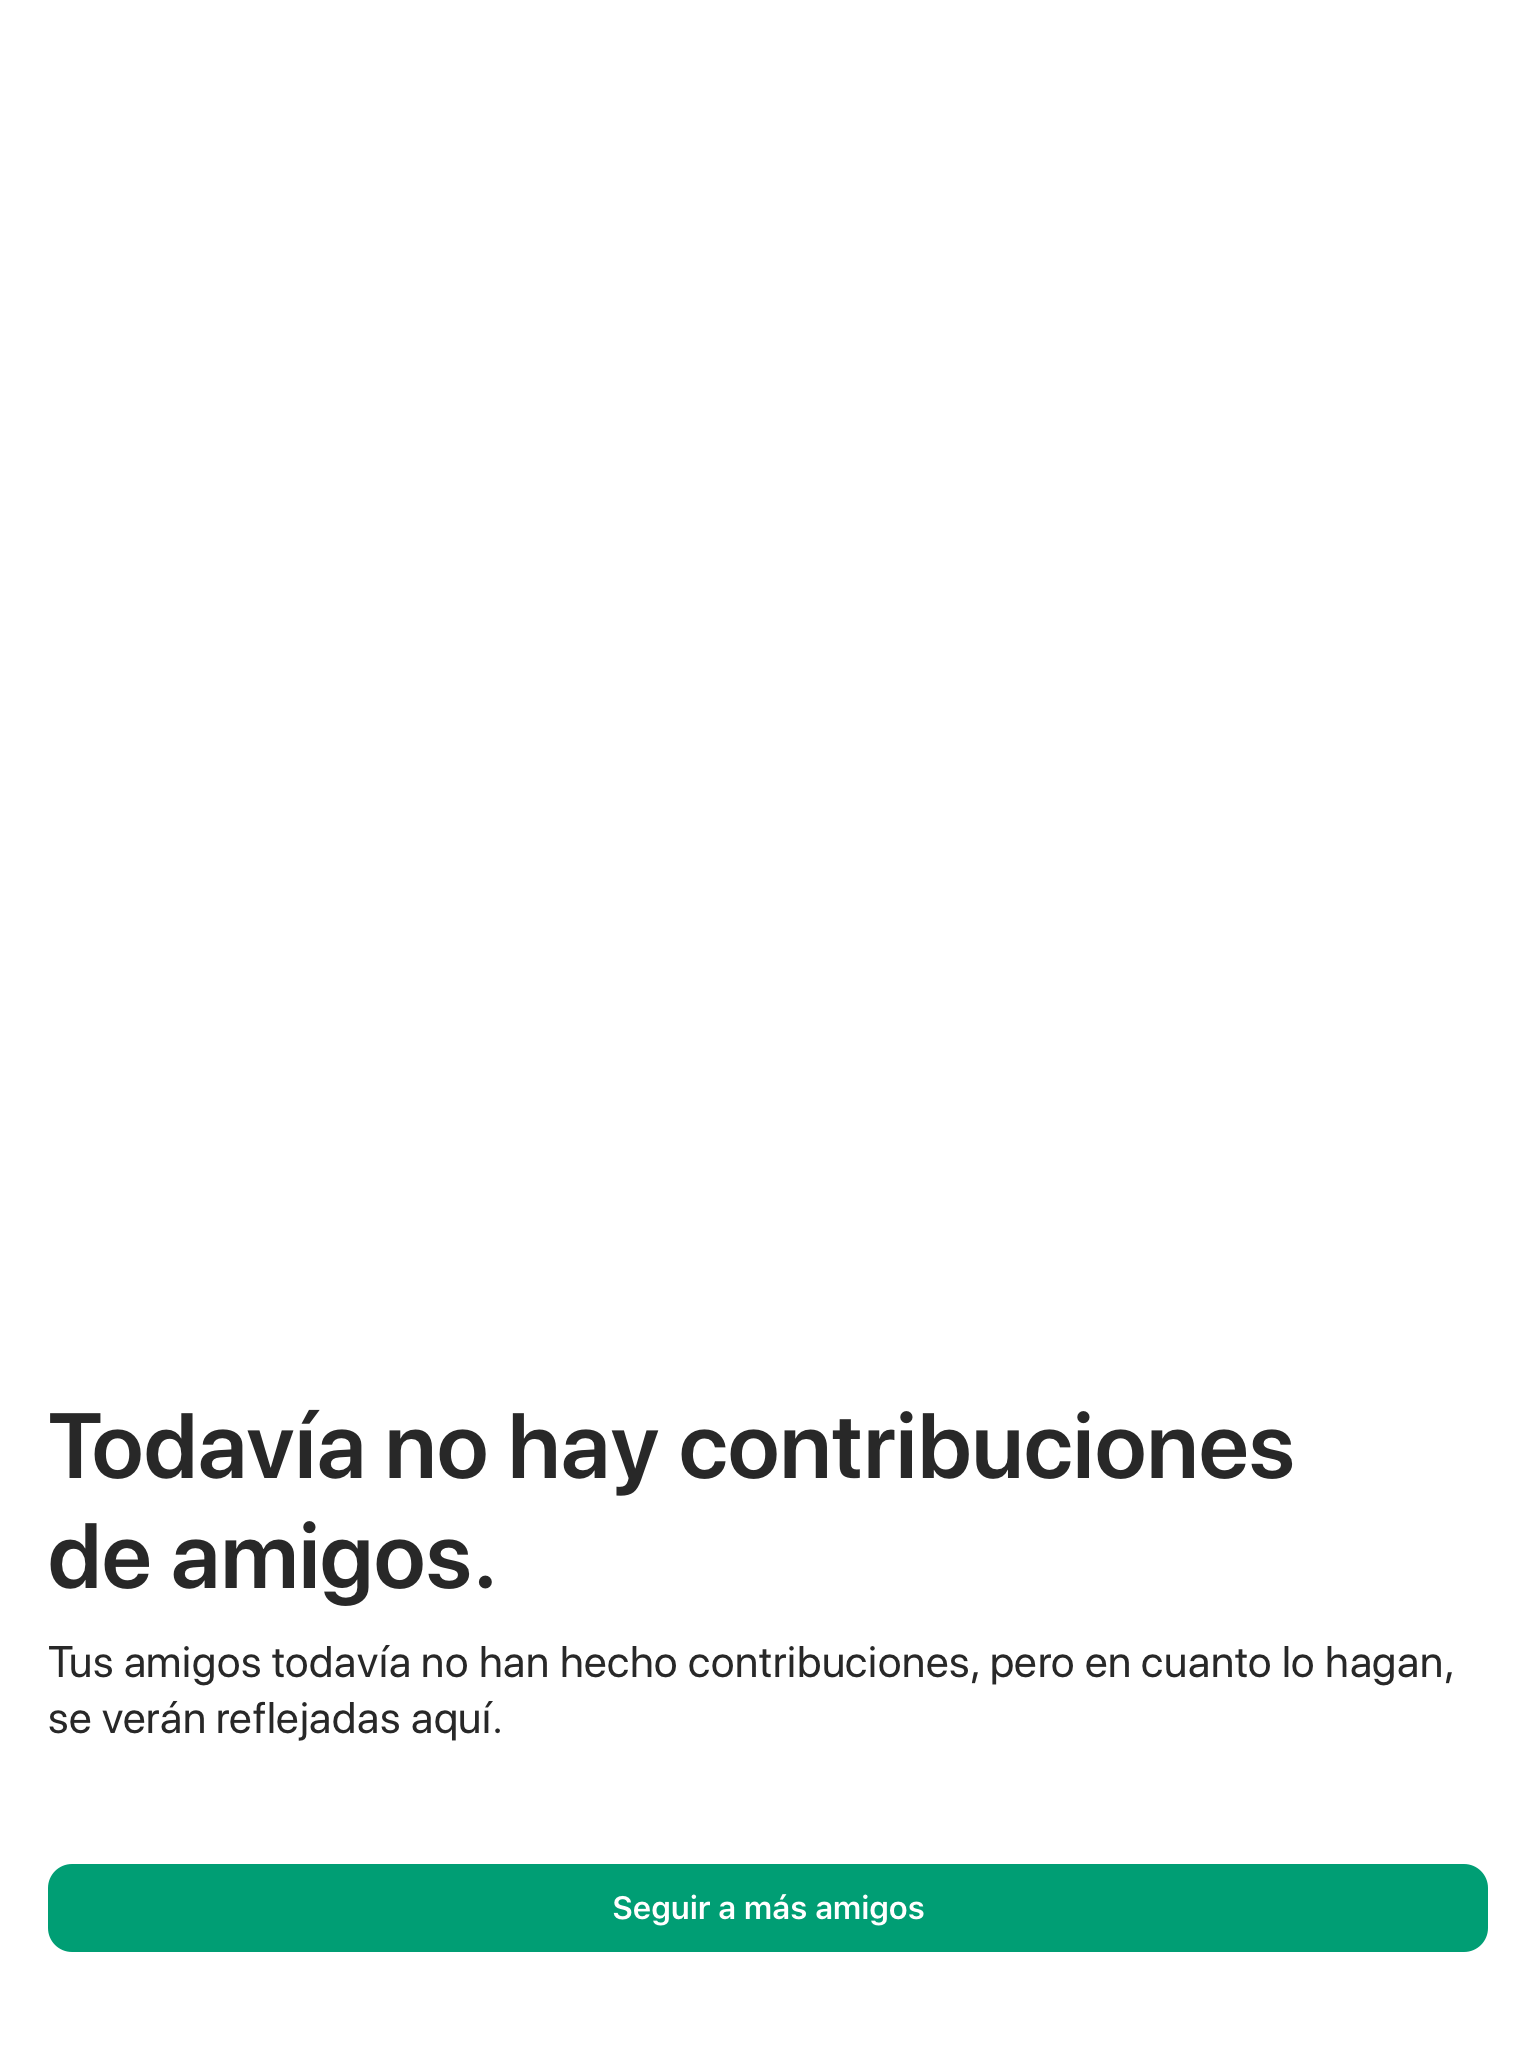 Todavía no hay contribuciones
de amigos.
Tus amigos todavía no han hecho contribuciones, pero en cuanto lo hagan,
se verán reflejadas aquí.
Seguir a más amigos